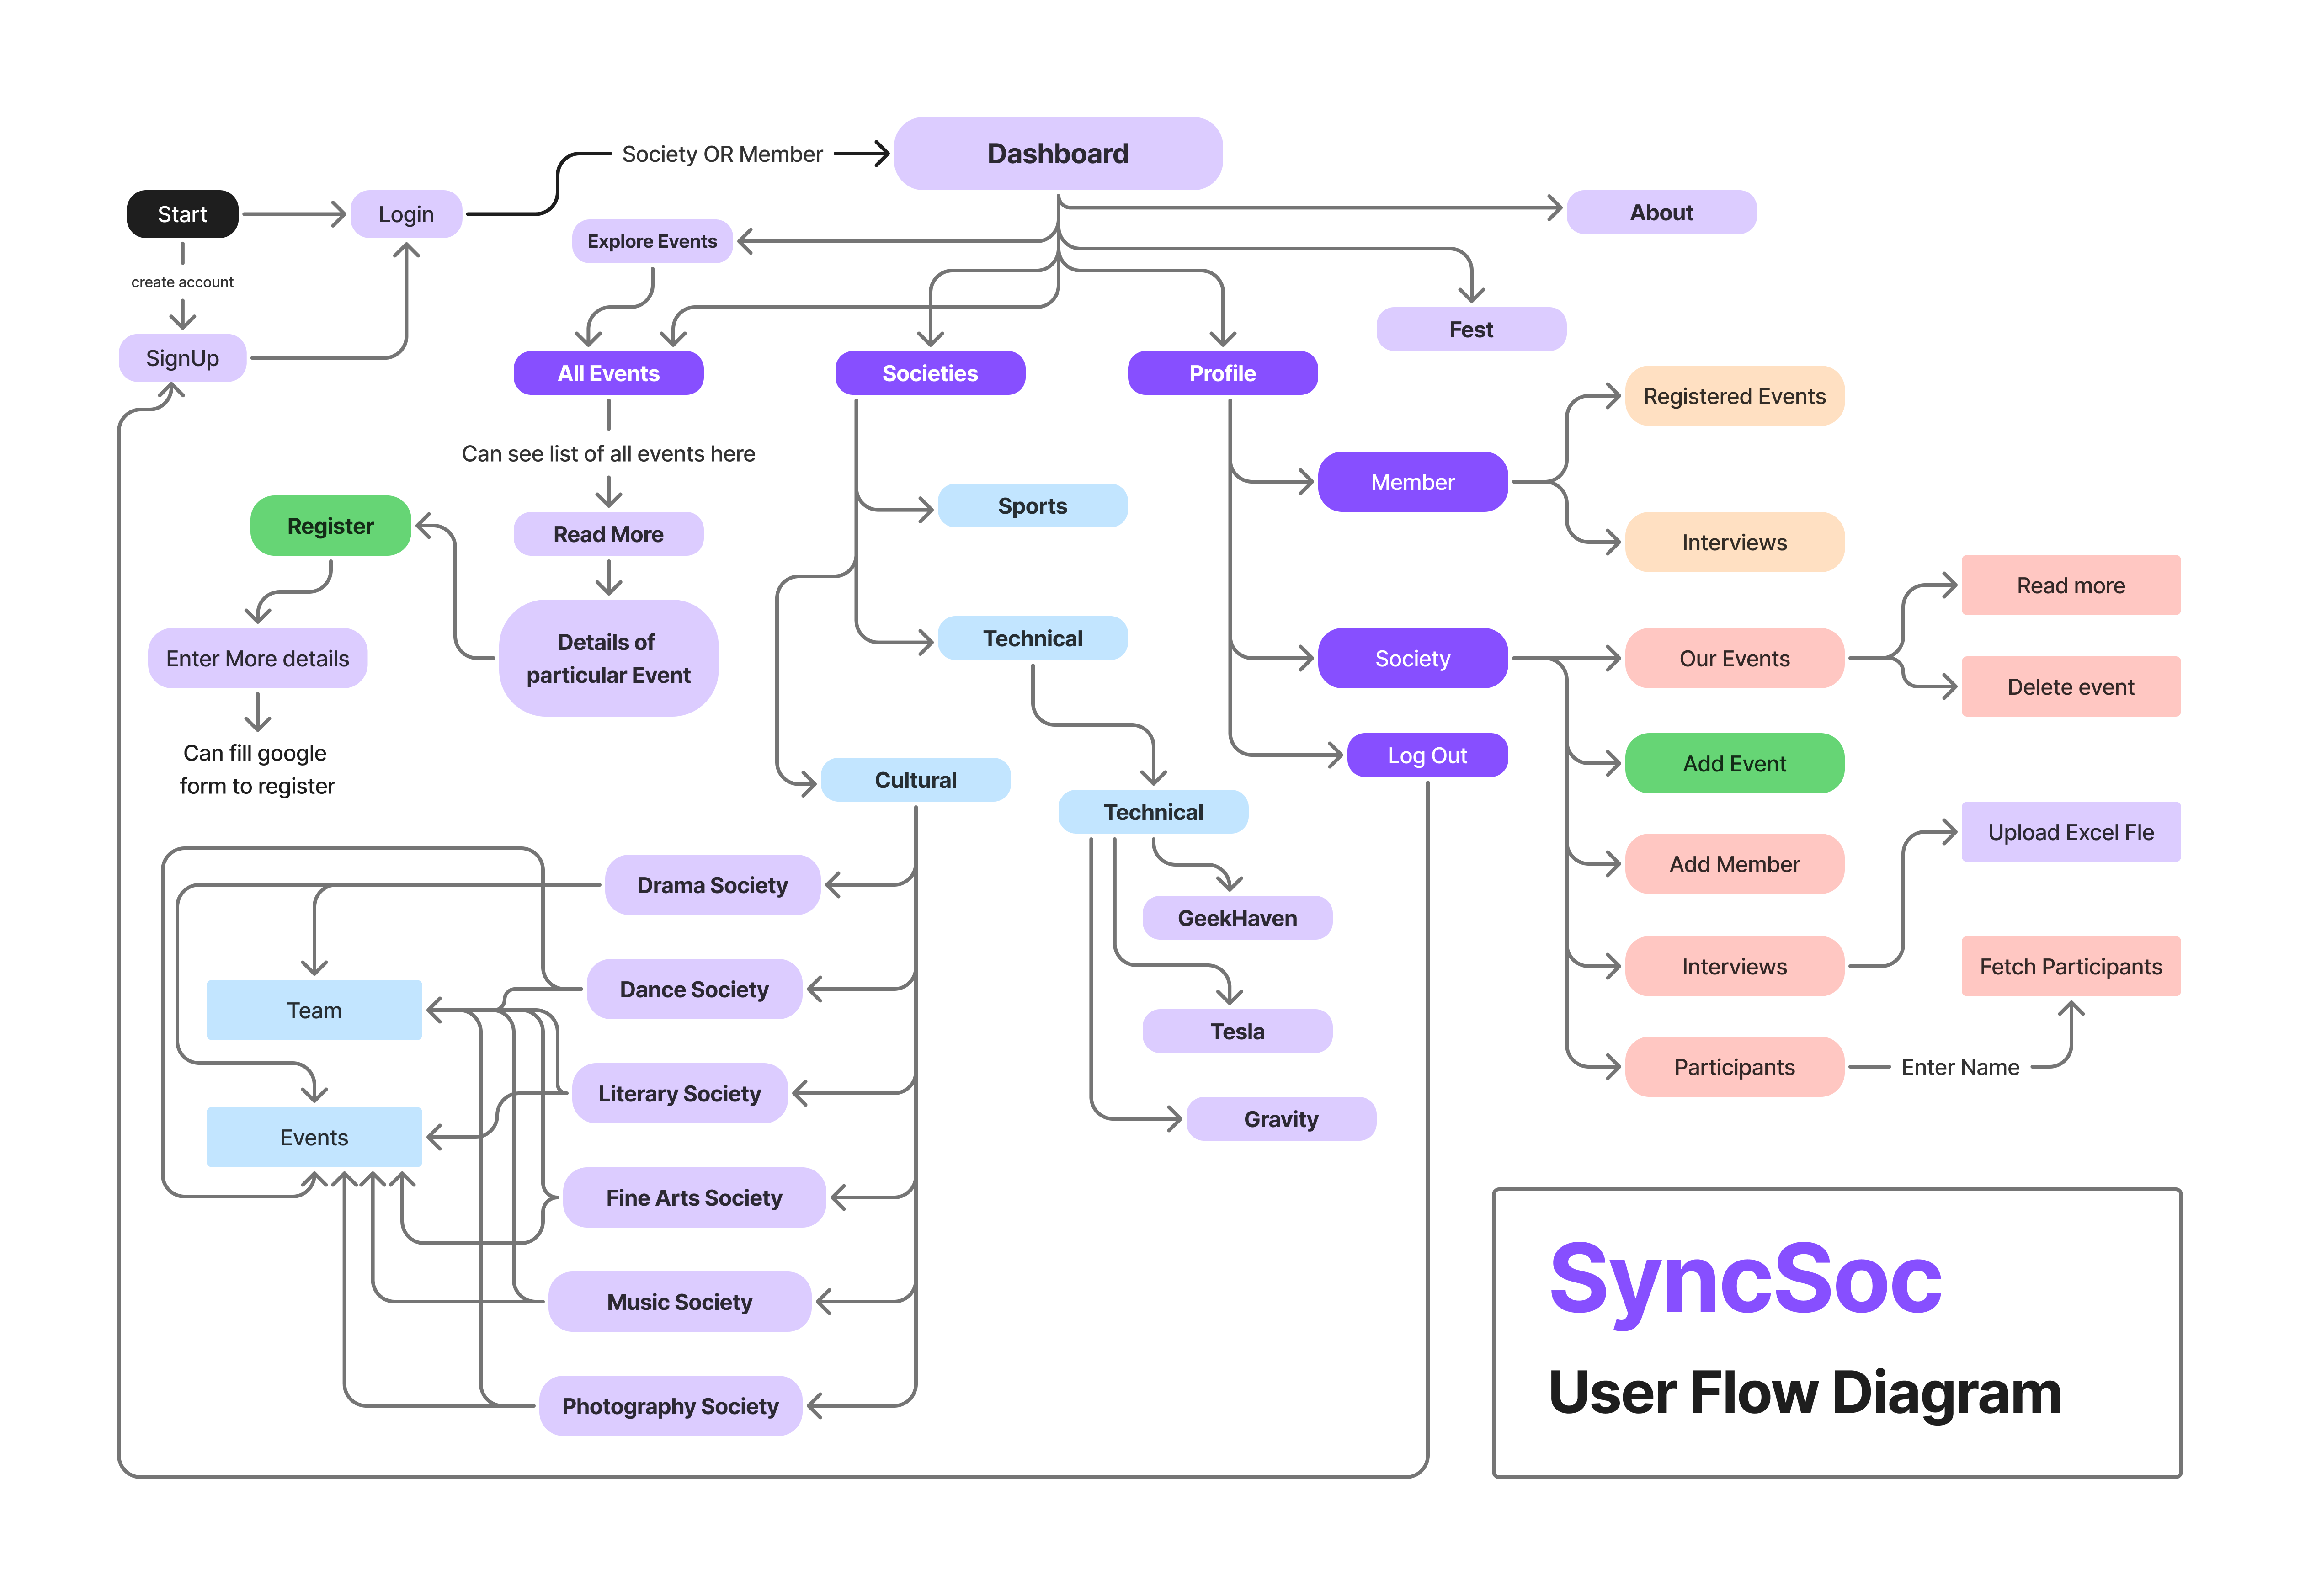 Society OR Member
Dashboard
Start
Login
About
Explore Events
create account
Fest
SignUp
All Events
Societies
Profile
Registered Events
Can see list of all events here
Member
Sports
Register
Read More
Interviews
Read more
Details of
particular Event
Technical
Enter More details
Society
Our Events
Delete event
Can fill google
form to register
Log Out
Add Event
Cultural
Technical
Upload Excel Fle
Add Member
Drama Society
GeekHaven
Interviews
Fetch Participants
Dance Society
Team
Tesla
Participants
Enter Name
Literary Society
Gravity
Events
Fine Arts Society
SyncSoc
Music Society
User Flow Diagram
Photography Society